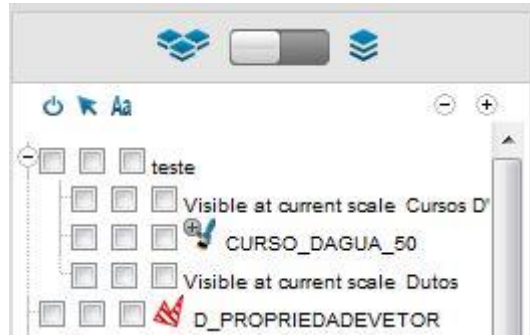 Aa
teste
Visible at current scale Cursos D'
CURSO_DAGUA_50
Visible at current scale Dutos
D_PROPRIEDADEVETOR